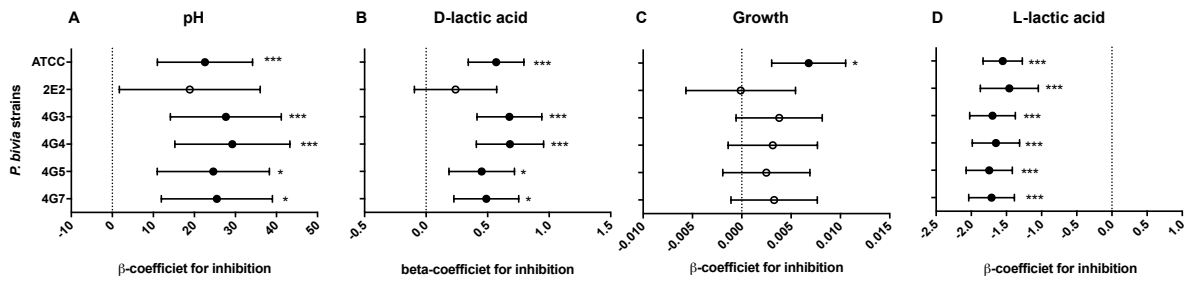 A pH
B D-lactic acid
C Growth
D L-lactic acid
P. bivia strains
ATCC
2E2
4G3
4G4
4G5
4G7
***
***
***
*
*
-10 0 10 20 30 40 50
β-coefficiet for inhibition
***
***
***
*
*
-0.5 0.0 0.5 1.0 1.5
beta-coefficiet for inhibition
*
-0.010 -0.005 0.000 0.005 0.010 0.015
β-coefficiet for inhibition
***
***
***
***
***
***
-2.5 -2.0 -1.5 -1.0 -0.5 0.0 0.5 1.0
β-coefficiet for inhibition